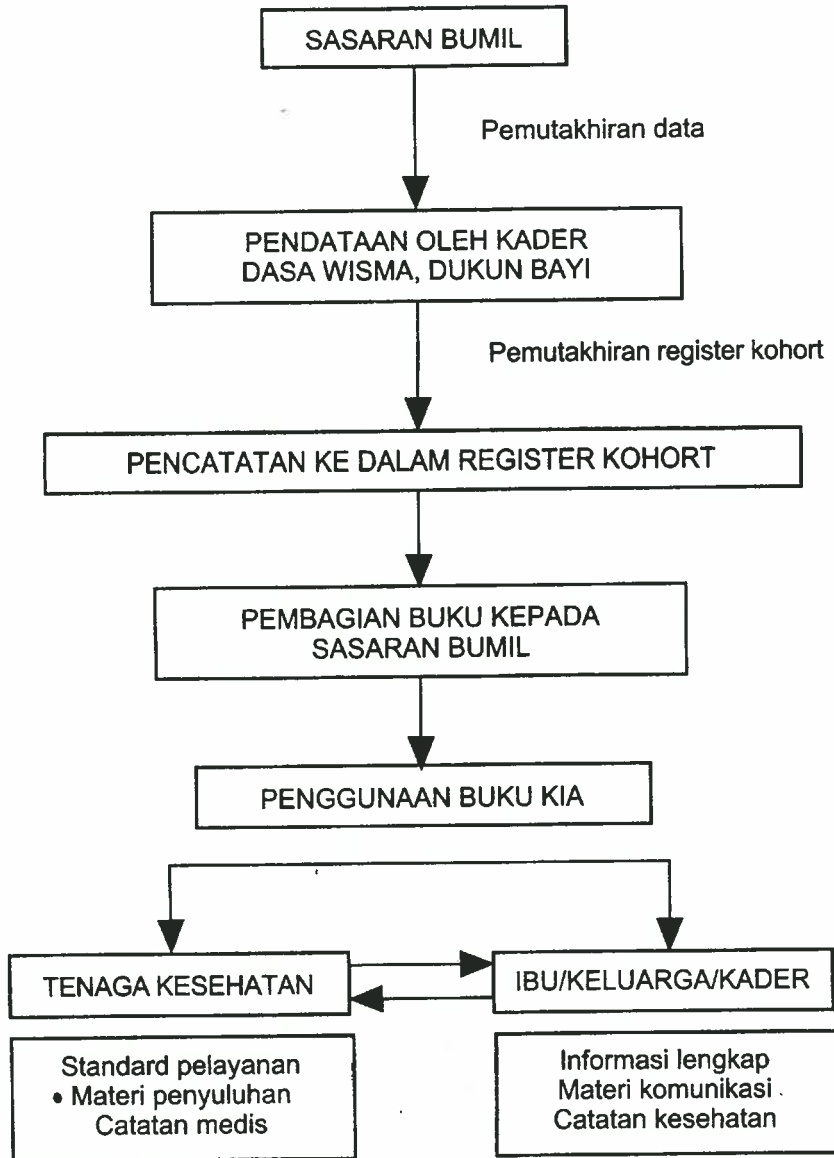 SASARAN BUMIL
Pemutakhiran data
PENDATAAN OLEH KADER
DASA WISMA, DUKUN BAYI
Pemutakhiran register kohort
PENCATATAN KE DALAM REGISTER KOHORT
PEMBAGIAN BUKU KEPADA
SASARAN BUMIL
PENGGUNAAN BUKU KIA
TENAGA KESEHATAN
IBU/KELUARGA/KADER
Standard pelayanan
• Materi penyuluhan
Catatan medis
Informasi lengkap
Materi komunikasi
Catatan kesehatan